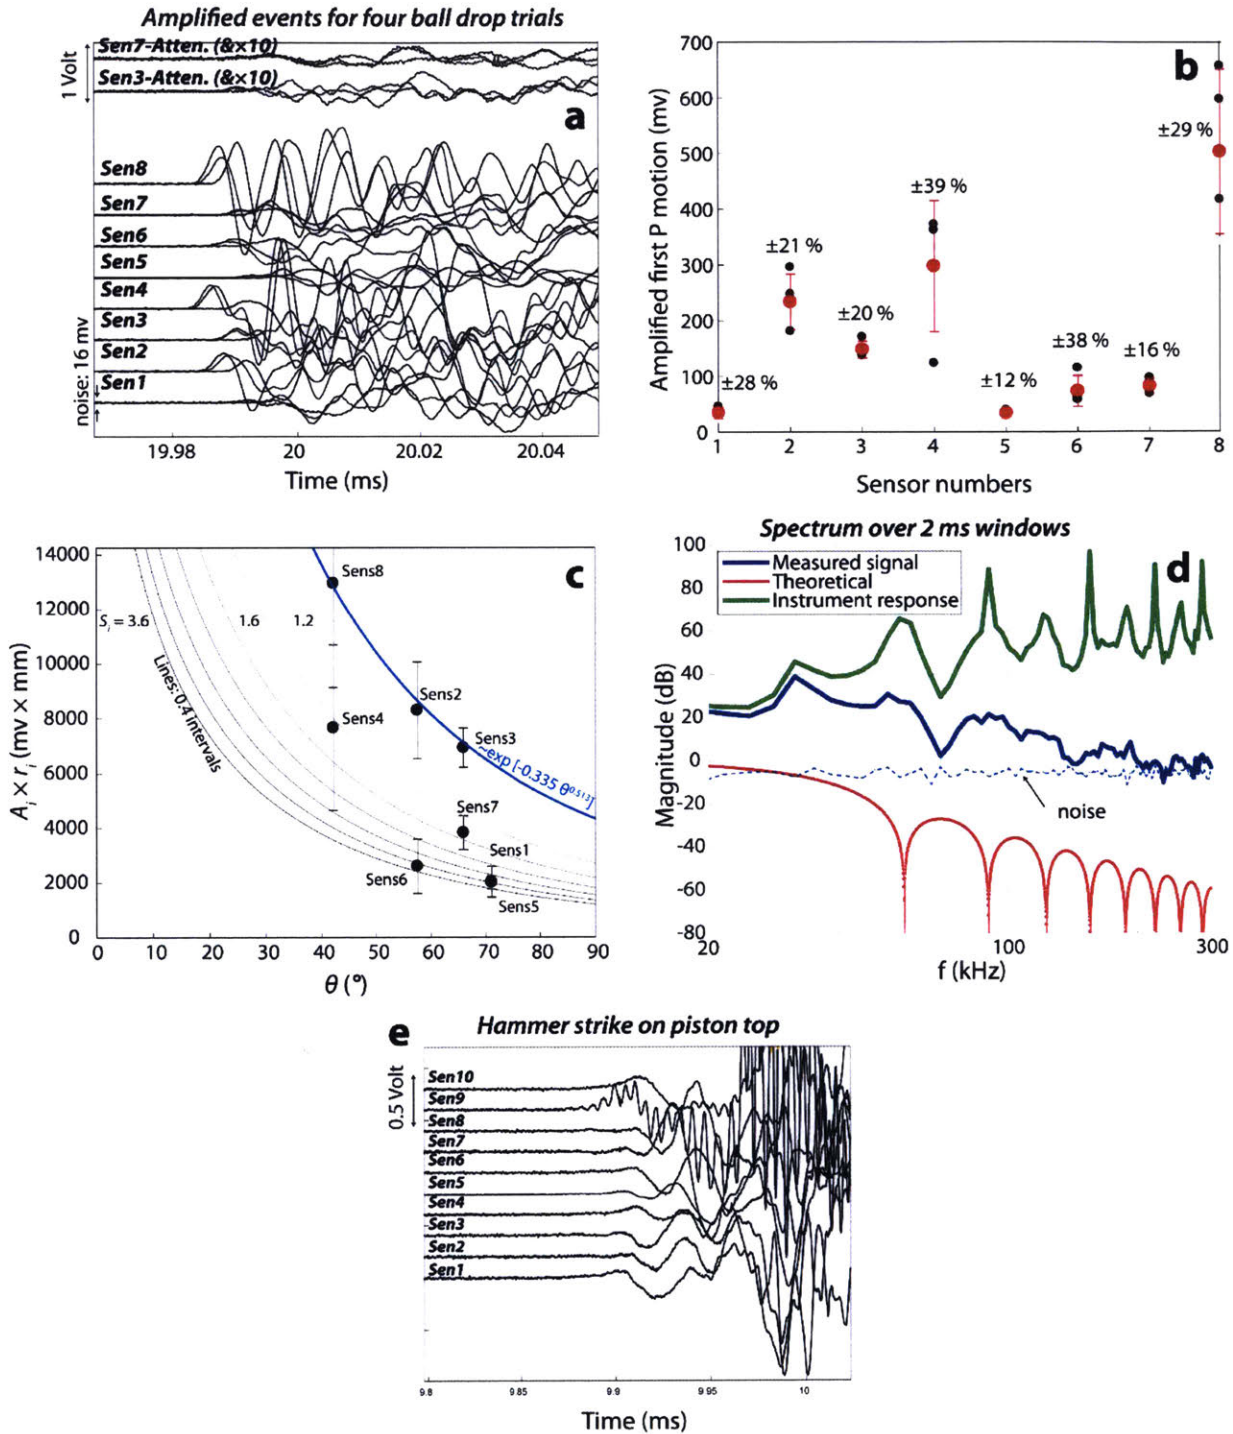 Amplified events for four ball drop trials
Sen7-Atten. (&×10)
Sen3-Atten. (&×10)
1 Volt
a
Sen8
Sen7
Sen6
Sen5
Sen4
Sen3
Sen2
Sen1
noise: 16 mv
19.98 20 20.02 20.04
Time (ms)
b
Amplified first P motion (mv)
700
600
500
400
300
200
100
0
±28 %
±21 %
±20 %
±39 %
±12 %
±38 %
±16 %
±29 %
1 2 3 4 5 6 7 8
Sensor numbers
c
A_i × r_i (mv × mm)
14000
12000
10000
8000
6000
4000
2000
0
S_i = 3.6
1.6
1.2
Lines: 0.4 intervals
Sens8
Sens4
Sens2
Sens3
~exp [-0.335 θ^0.513]
Sens7
Sens1
Sens6
Sens5
0 10 20 30 40 50 60 70 80 90
θ (°)
Spectrum over 2 ms windows
d
Measured signal
Theoretical
Instrument response
Magnitude (dB)
100
80
60
40
20
0
-20
-40
-60
-80
noise
20 100 300
f (kHz)
e
Hammer strike on piston top
0.5 Volt
Sen10
Sen9
Sen8
Sen7
Sen6
Sen5
Sen4
Sen3
Sen2
Sen1
9.8 9.85 9.9 9.95 10
Time (ms)